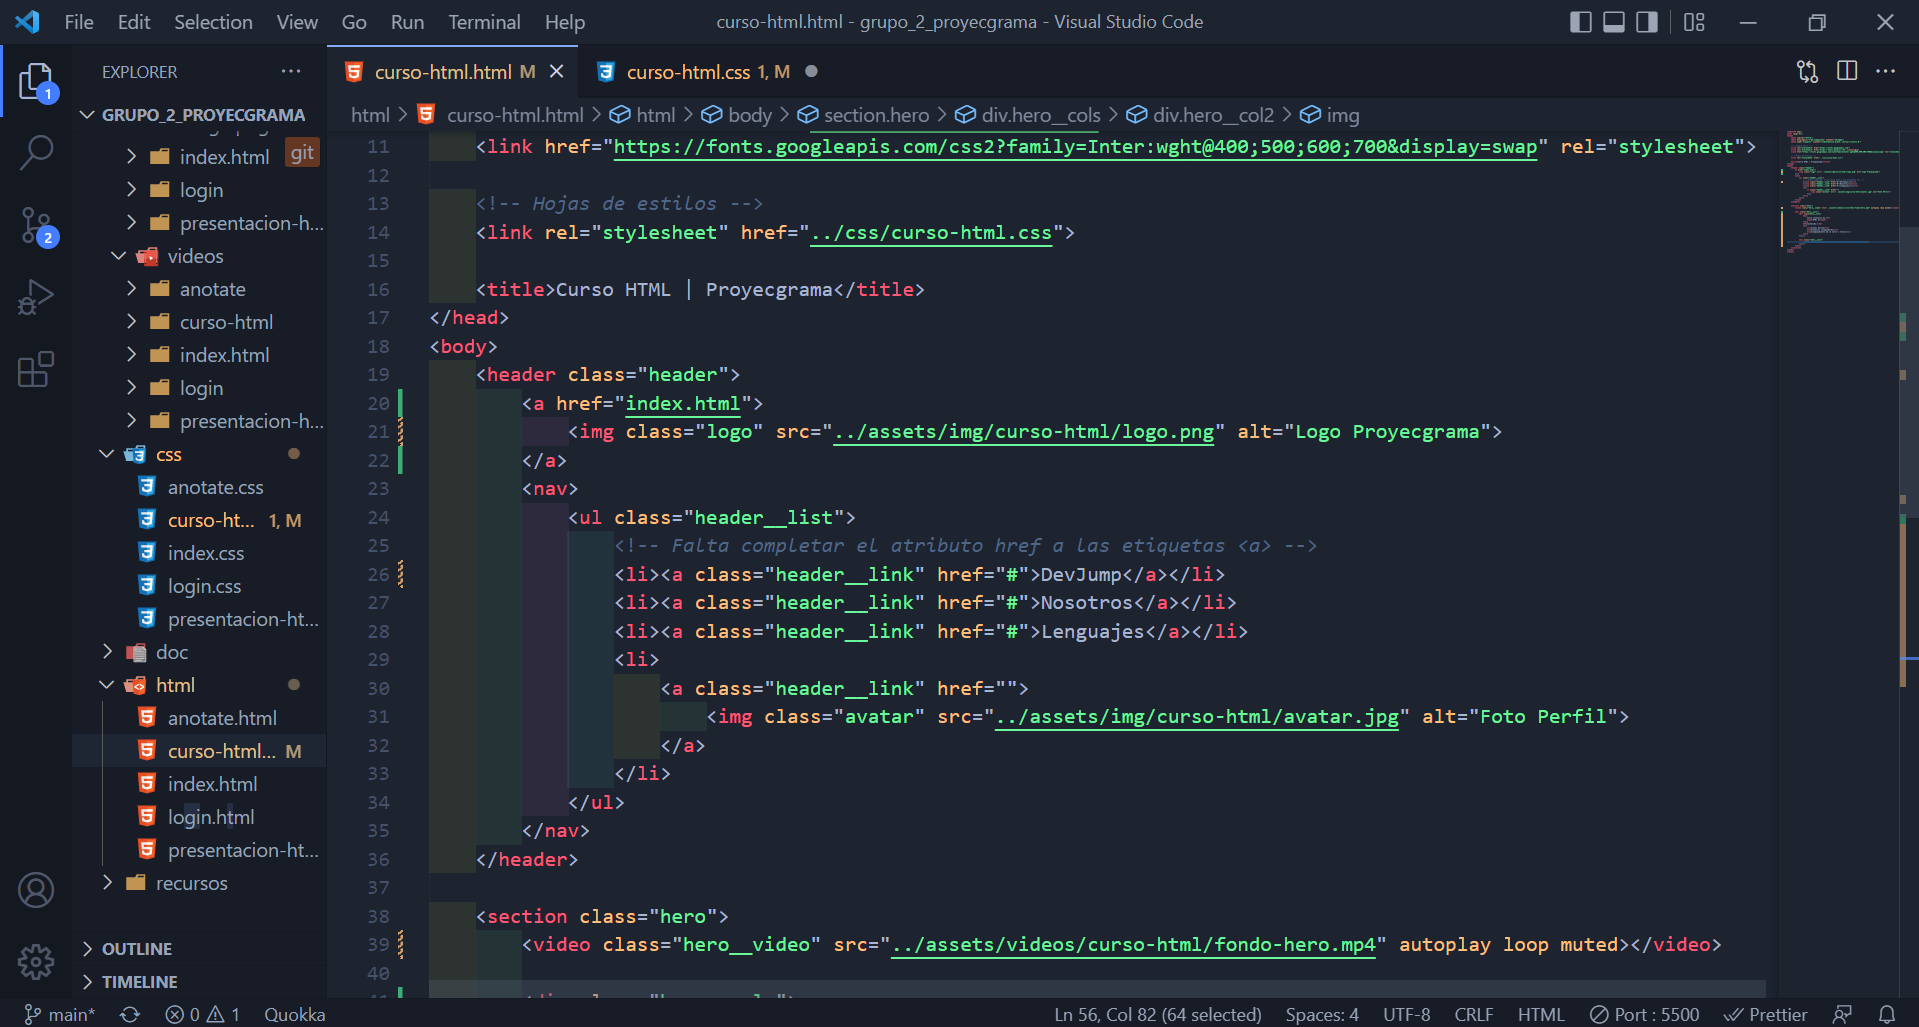 File Edit Selection View Go Run Terminal Help curso-html.html - grupo_2_proyecgrama - Visual Studio Code
EXPLORER
curso-html.html M
curso-html.css 1, M
GRUPO_2_PROYECGRAMA
html > curso-html.html > html > body > section.hero > div.hero__cols > div.hero__col2 > img
1
2
index.html
git
login
presentacion-h...
videos
anotate
curso-html
index.html
login
presentacion-h...
css
anotate.css
curso-ht... 1, M
index.css
login.css
presentacion-ht...
doc
html
anotate.html
curso-html... M
index.html
login.html
presentacion-ht...
recursos
OUTLINE
TIMELINE
11 <link href="https://fonts.googleapis.com/css2?family=Inter:wght@400;500;600;700&display=swap" rel="stylesheet">
12
13 <!-- Hojas de estilos -->
14 <link rel="stylesheet" href="../css/curso-html.css">
15
16 <title>Curso HTML | Proyecgrama</title>
17 </head>
18 <body>
19 <header class="header">
20 <a href="index.html">
21 <img class="logo" src="../assets/img/curso-html/logo.png" alt="Logo Proyecgrama">
22 </a>
23 <nav>
24 <ul class="header__list">
25 <!-- Falta completar el atributo href a las etiquetas <a> -->
26 <li><a class="header__link" href="#">DevJump</a></li>
27 <li><a class="header__link" href="#">Nosotros</a></li>
28 <li><a class="header__link" href="#">Lenguajes</a></li>
29 <li>
30 <a class="header__link" href="">
31 <img class="avatar" src="../assets/img/curso-html/avatar.jpg" alt="Foto Perfil">
32 </a>
33 </li>
34 </ul>
35 </nav>
36 </header>
37
38 <section class="hero">
39 <video class="hero__video" src="../assets/videos/curso-html/fondo-hero.mp4" autoplay loop muted></video>
40
main* 0 1 Quokka Ln 56, Col 82 (64 selected) Spaces: 4 UTF-8 CRLF HTML Port : 5500 Prettier